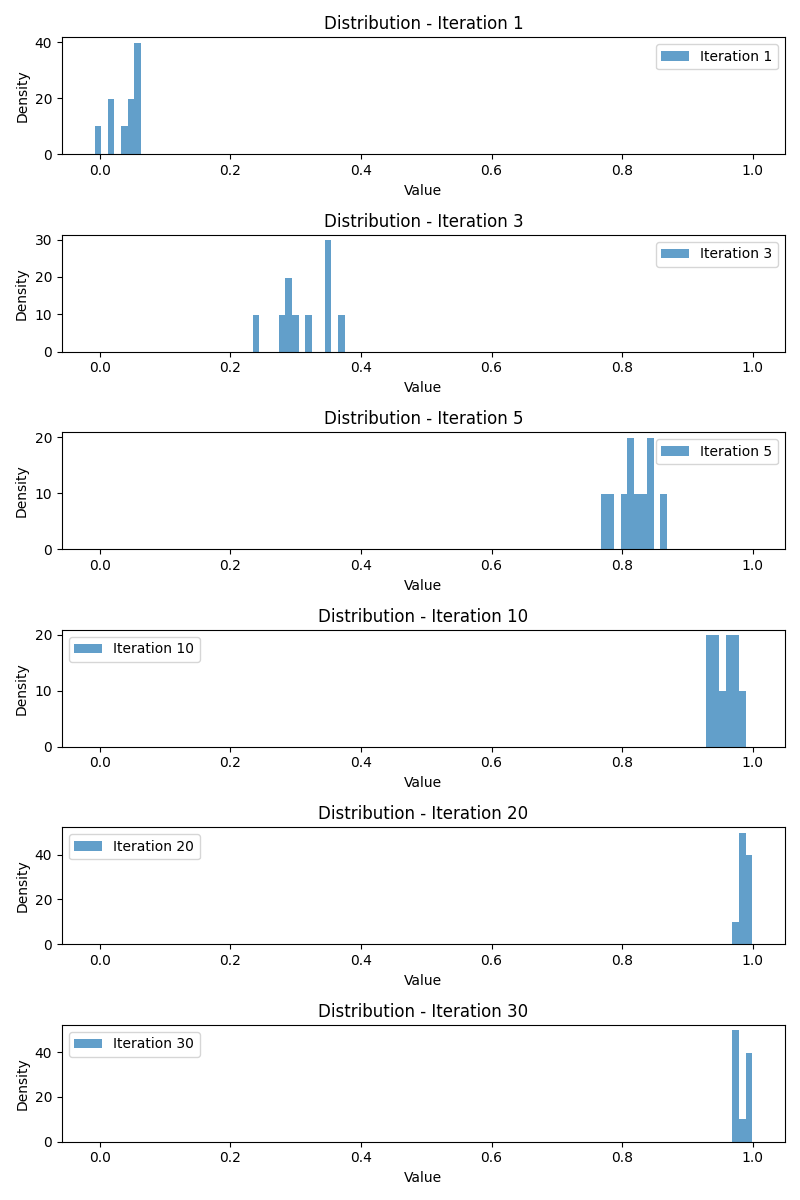 Distribution - Iteration 1
40
20
0
Density
Iteration 1
0.0 0.2 0.4 0.6 0.8 1.0
Value
Distribution - Iteration 3
30
20
10
0
Density
Iteration 3
0.0 0.2 0.4 0.6 0.8 1.0
Value
Distribution - Iteration 5
20
10
0
Density
Iteration 5
0.0 0.2 0.4 0.6 0.8 1.0
Value
Distribution - Iteration 10
20
10
0
Density
Iteration 10
0.0 0.2 0.4 0.6 0.8 1.0
Value
Distribution - Iteration 20
40
20
0
Density
Iteration 20
0.0 0.2 0.4 0.6 0.8 1.0
Value
Distribution - Iteration 30
40
20
0
Density
Iteration 30
0.0 0.2 0.4 0.6 0.8 1.0
Value